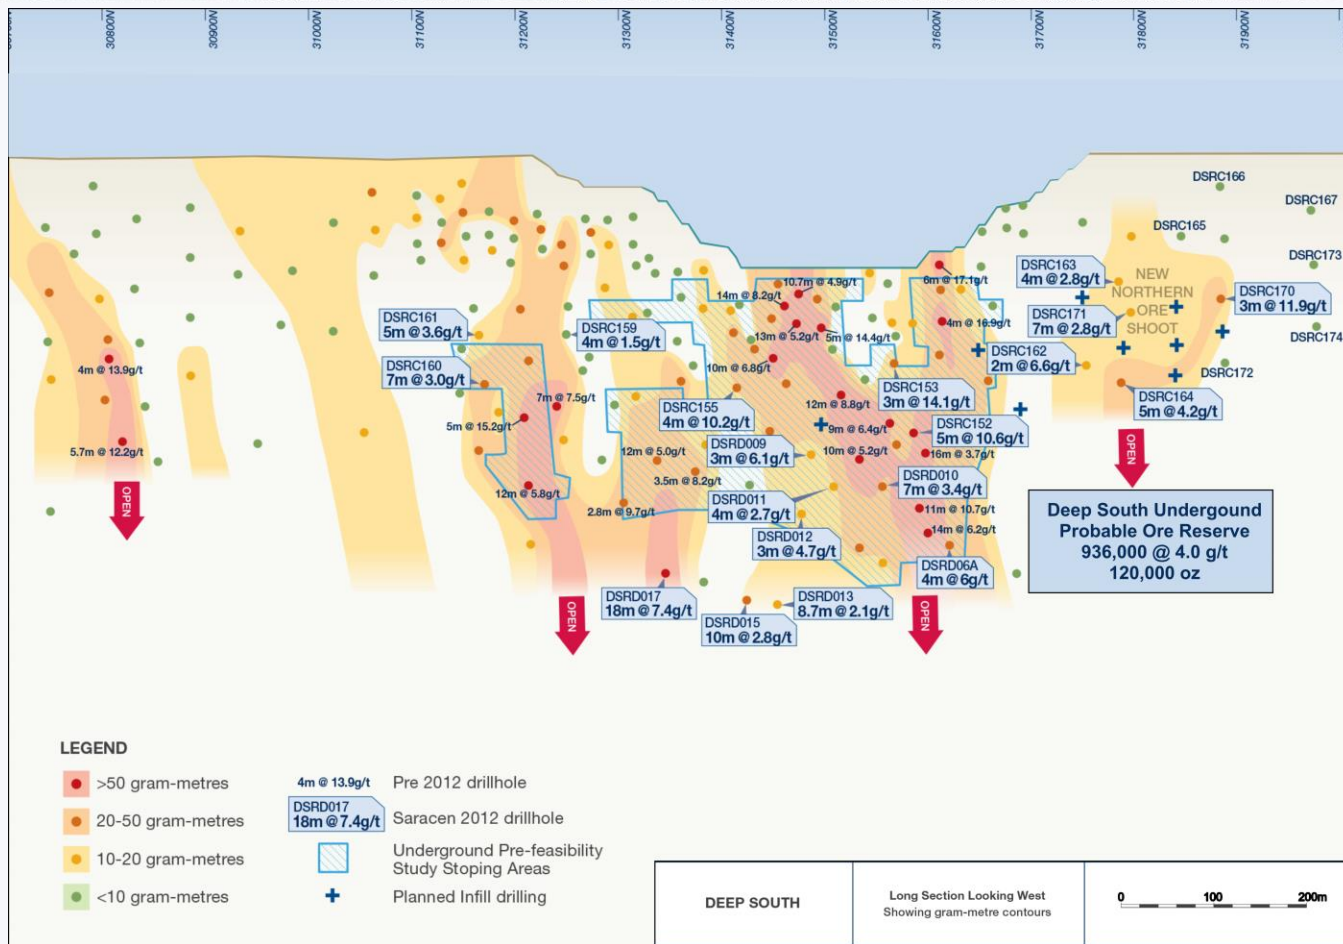 30800N
30900N
31000N
31100N
31200N
31300N
31400N
31500N
31600N
31700N
31800N
31900N
DSRC166
DSRC167
DSRC165
DSRC173
DSRC163
4m @ 2.8g/t
NEW
NORTHERN
ORE
SHOOT
DSRC170
3m @ 11.9g/t
DSRC171
7m @ 2.8g/t
DSRC174
DSRC162
2m @ 6.6g/t
DSRC172
DSRC164
5m @ 4.2g/t
10.7m @ 4.9g/t
6m @ 17.1g/t
14m @ 8.2g/t
13m @ 5.2g/t
5m @ 14.4g/t
4m @ 16.9g/t
DSRC161
5m @ 3.6g/t
DSRC159
4m @ 1.5g/t
DSRC160
7m @ 3.0g/t
4m @ 13.9g/t
10m @ 6.8g/t
DSRC153
3m @ 14.1g/t
7m @ 7.5g/t
DSRC155
4m @ 10.2g/t
12m @ 8.8g/t
5m @ 15.2g/t
9m @ 6.4g/t
DSRC152
5m @ 10.6g/t
5.7m @ 12.2g/t
12m @ 5.0g/t
DSRD009
3m @ 6.1g/t
10m @ 5.2g/t
16m @ 3.7g/t
3.5m @ 8.2g/t
DSRD010
7m @ 3.4g/t
12m @ 5.8g/t
DSRD011
4m @ 2.7g/t
2.8m @ 9.7g/t
11m @ 10.7g/t
DSRD012
3m @ 4.7g/t
14m @ 6.2g/t
DSRD06A
4m @ 6g/t
DSRD017
18m @ 7.4g/t
DSRD013
8.7m @ 2.1g/t
DSRD015
10m @ 2.8g/t
OPEN
OPEN
OPEN
OPEN
Deep South Undergound
Probable Ore Reserve
936,000 @ 4.0 g/t
120,000 oz
LEGEND
>50 gram-metres
20-50 gram-metres
10-20 gram-metres
<10 gram-metres
4m @ 13.9g/t
Pre 2012 drillhole
DSRD017
18m @ 7.4g/t
Saracen 2012 drillhole
Underground Pre-feasibility
Study Stoping Areas
Planned Infill drilling
DEEP SOUTH
Long Section Looking West
Showing gram-metre contours
0 100 200m